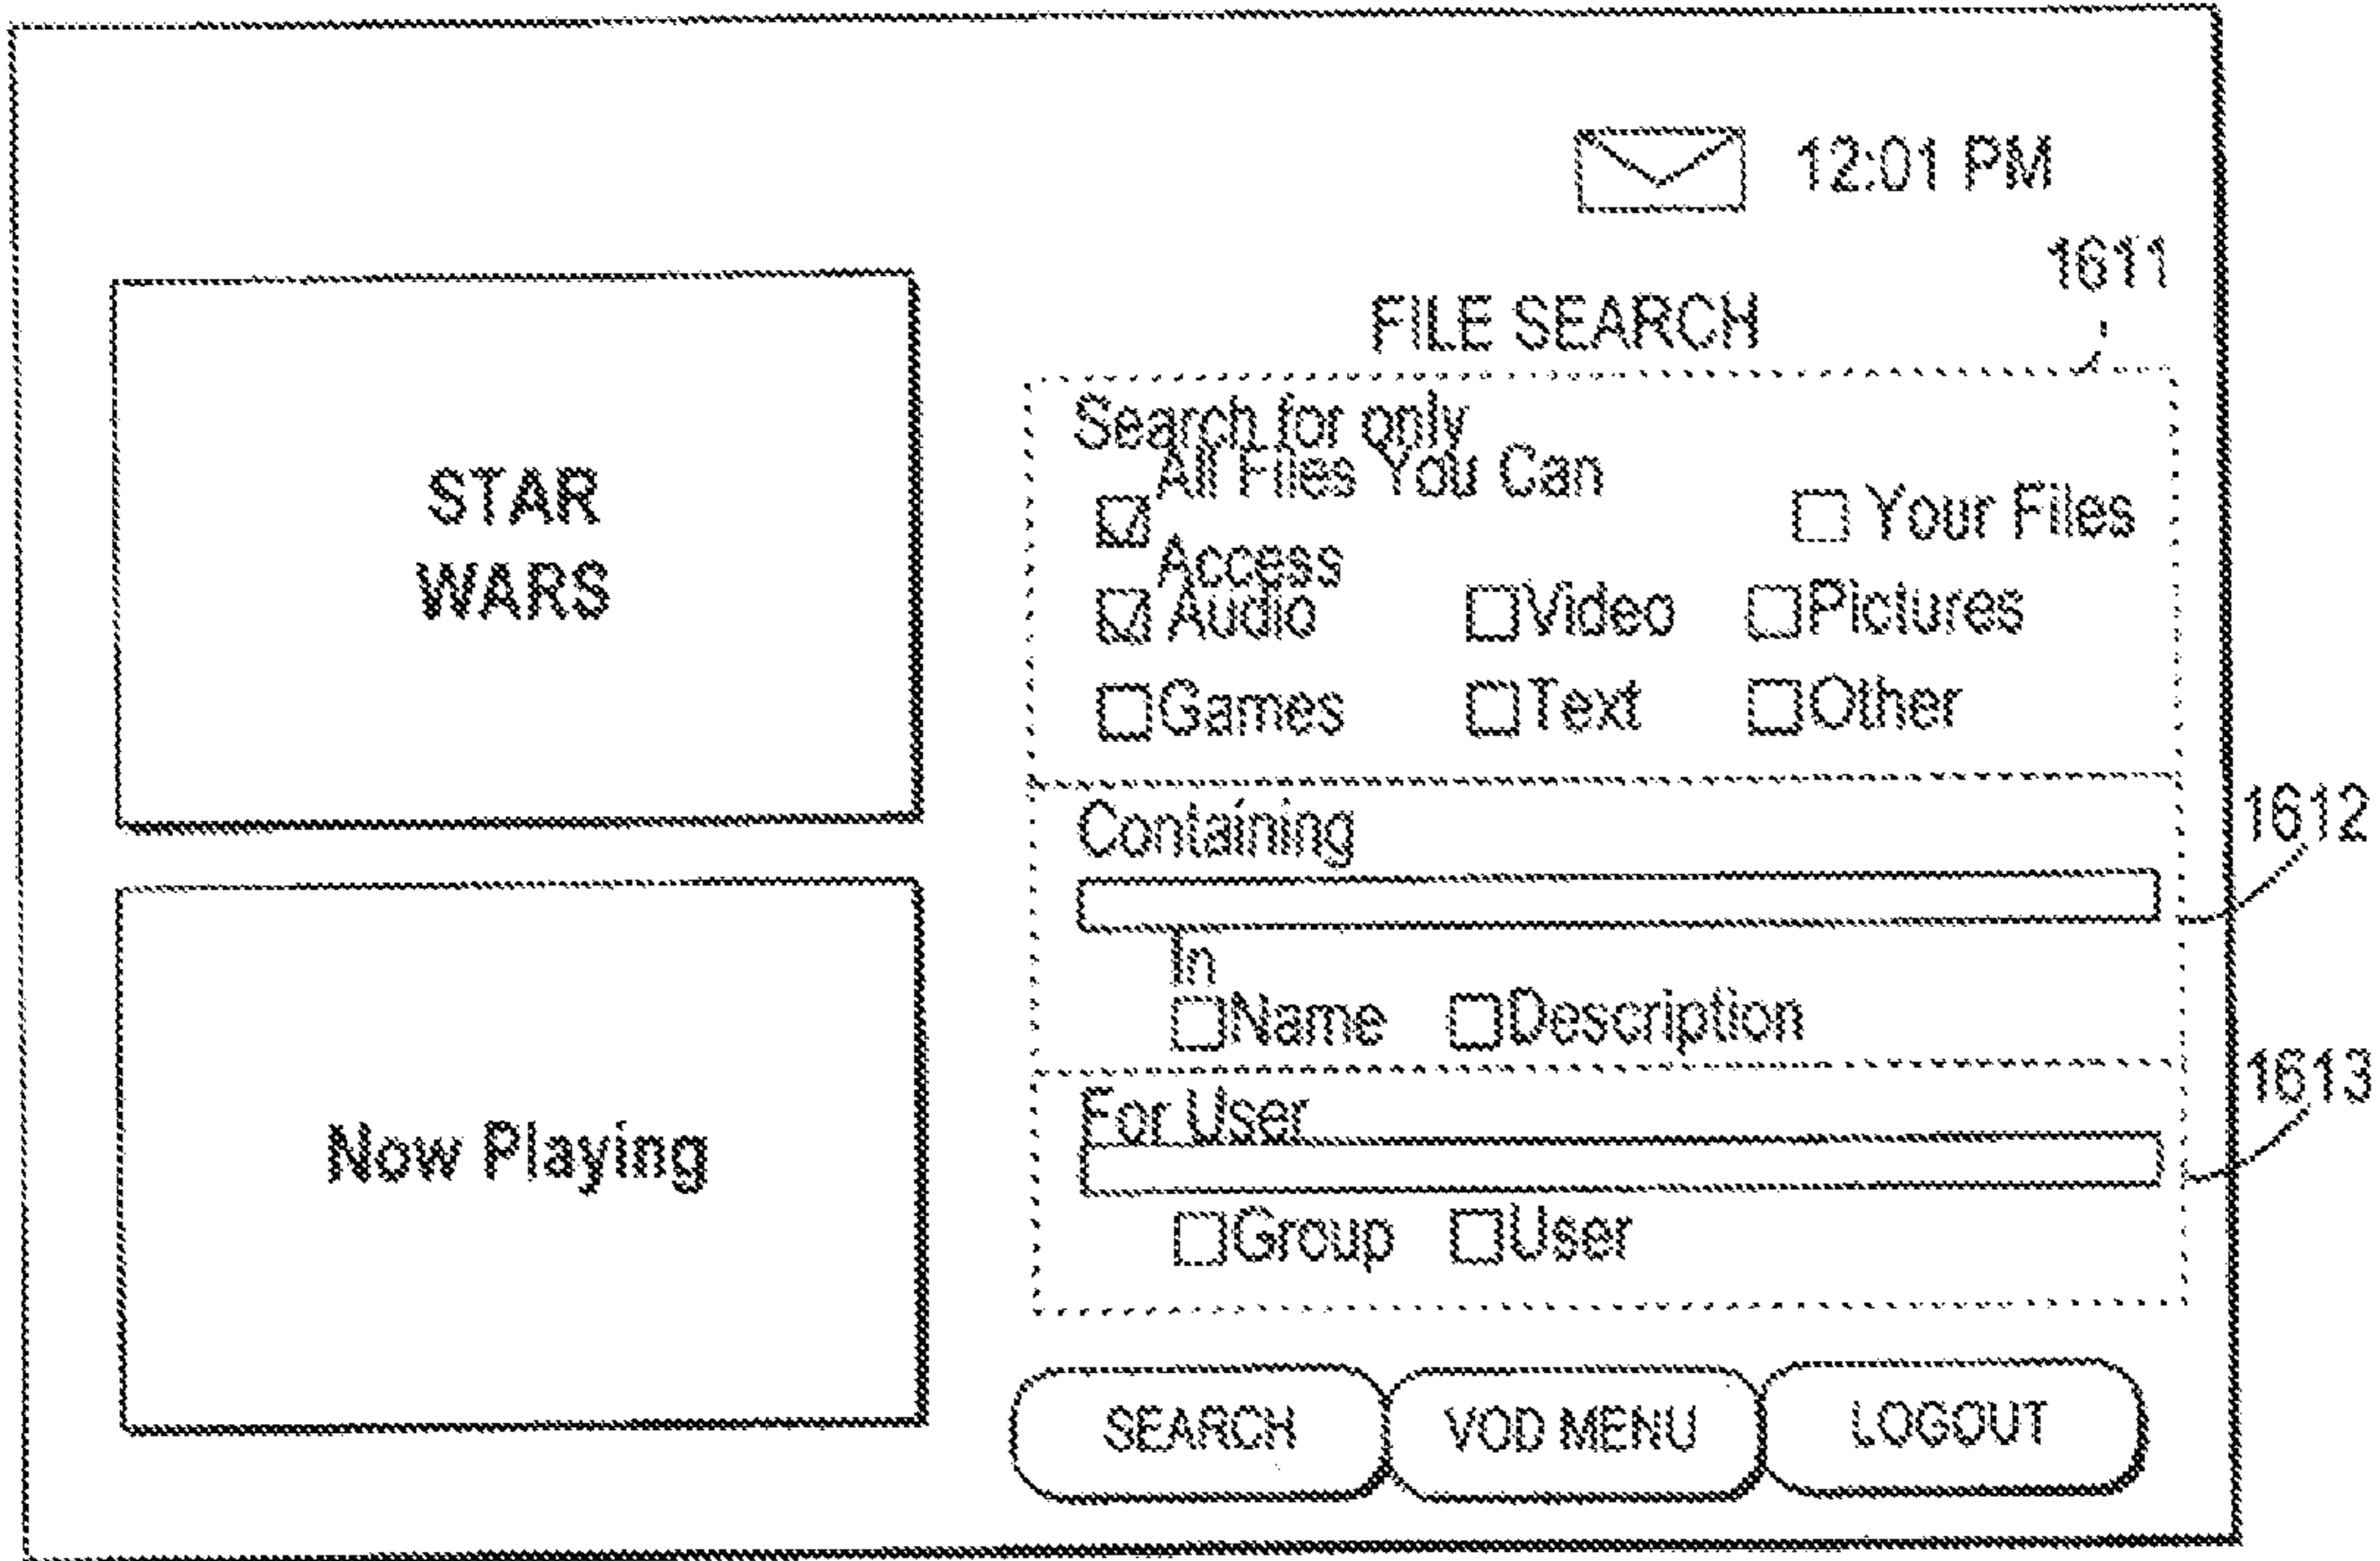 12:01 PM
1611
FILE SEARCH
STAR
WARS
Search for only
All Files You Can
Access
Your Files
Audio Video Pictures
Games Text Other
Containing
1612
In
Name Description
1613
For User
Now Playing
Group User
SEARCH VOD MENU LOGOUT